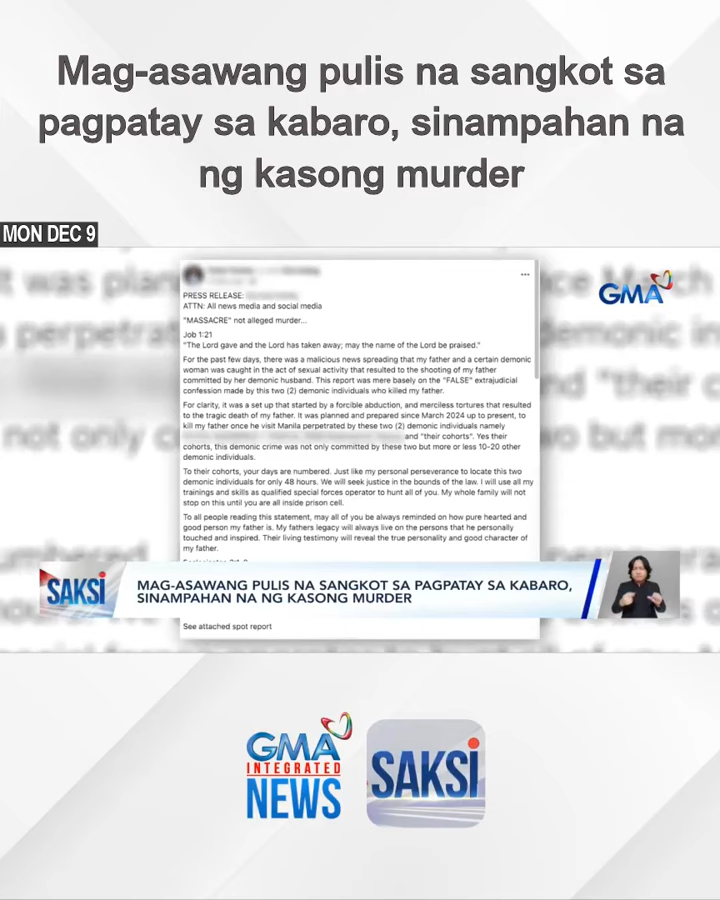 Mag-asawang pulis na sangkot sa
pagpatay sa kabaro, sinampahan na
ng kasong murder
MON DEC 9
GMA
PRESS RELEASE:
ATTN: All news media and social media
"MASSACRE" not alleged murder...
Job 1:21
"The Lord gave and the Lord has taken away; may the name of the Lord be praised."
For the past few days, there was a malicious news spreading that my father and a certain demonic
woman was caught in the act of sexual activity that resulted to the shooting of my father
committed by her demonic husband. This report was mere basely on the "FALSE" extrajudicial
confession made by this two (2) demonic individuals who killed my father.
For clarity, it was a set up that started by a forcible abduction, and merciless tortures that resulted
to the tragic death of my father. It was planned and prepared since March 2024 up to present, to
kill my father once he visit Manila perpetrated by these two (2) demonic individuals namely
and "their cohorts". Yes their
cohorts, this demonic crime was not only committed by these two but more or less 10-20 other
demonic individuals.
To their cohorts, your days are numbered. Just like my personal perseverance to locate this two
demonic individuals for only 48 hours. We will seek justice in the bounds of the law. I will use all my
trainings and skills as qualified special forces operator to hunt all of you. My whole family will not
stop on this until you are all inside prison cell.
To all people reading this statement, may all of you be always reminded on how pure hearted and
good person my father is. My fathers legacy will always live on the persons that he personally
touched and inspired. Their living testimony will reveal the true personality and good character of
my father.
SAKSI
MAG-ASAWANG PULIS NA SANGKOT SA PAGPATAY SA KABARO,
SINAMPAHAN NA NG KASONG MURDER
See attached spot report
GMA
INTEGRATED
NEWS
SAKSI